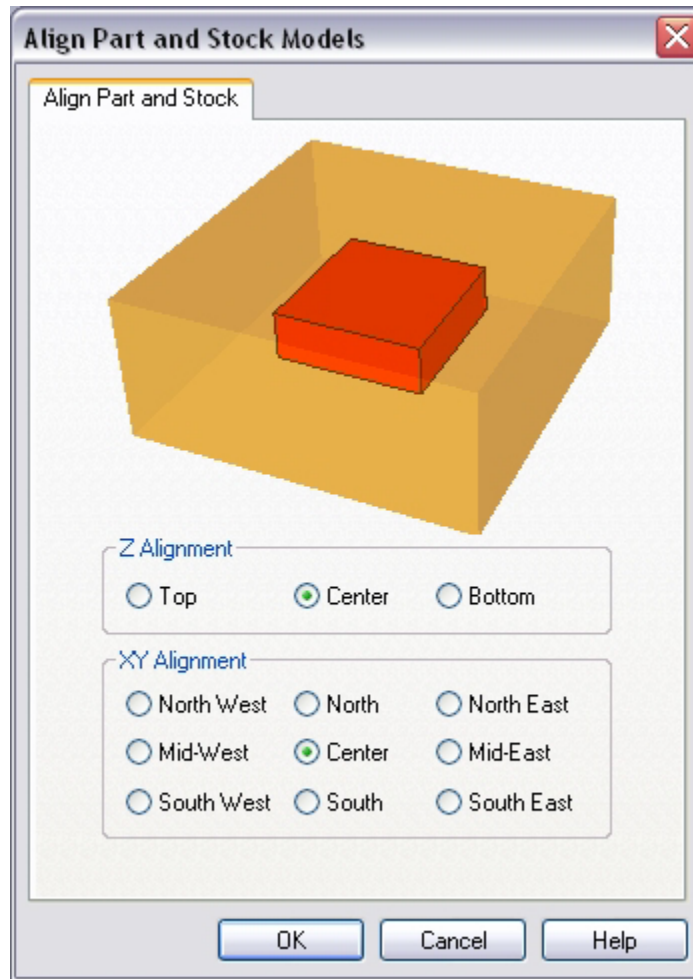 Align Part and Stock Models
Align Part and Stock
Z Alignment
Top Center Bottom
XY Alignment
North West North North East
Mid-West Center Mid-East
South West South South East
OK Cancel Help